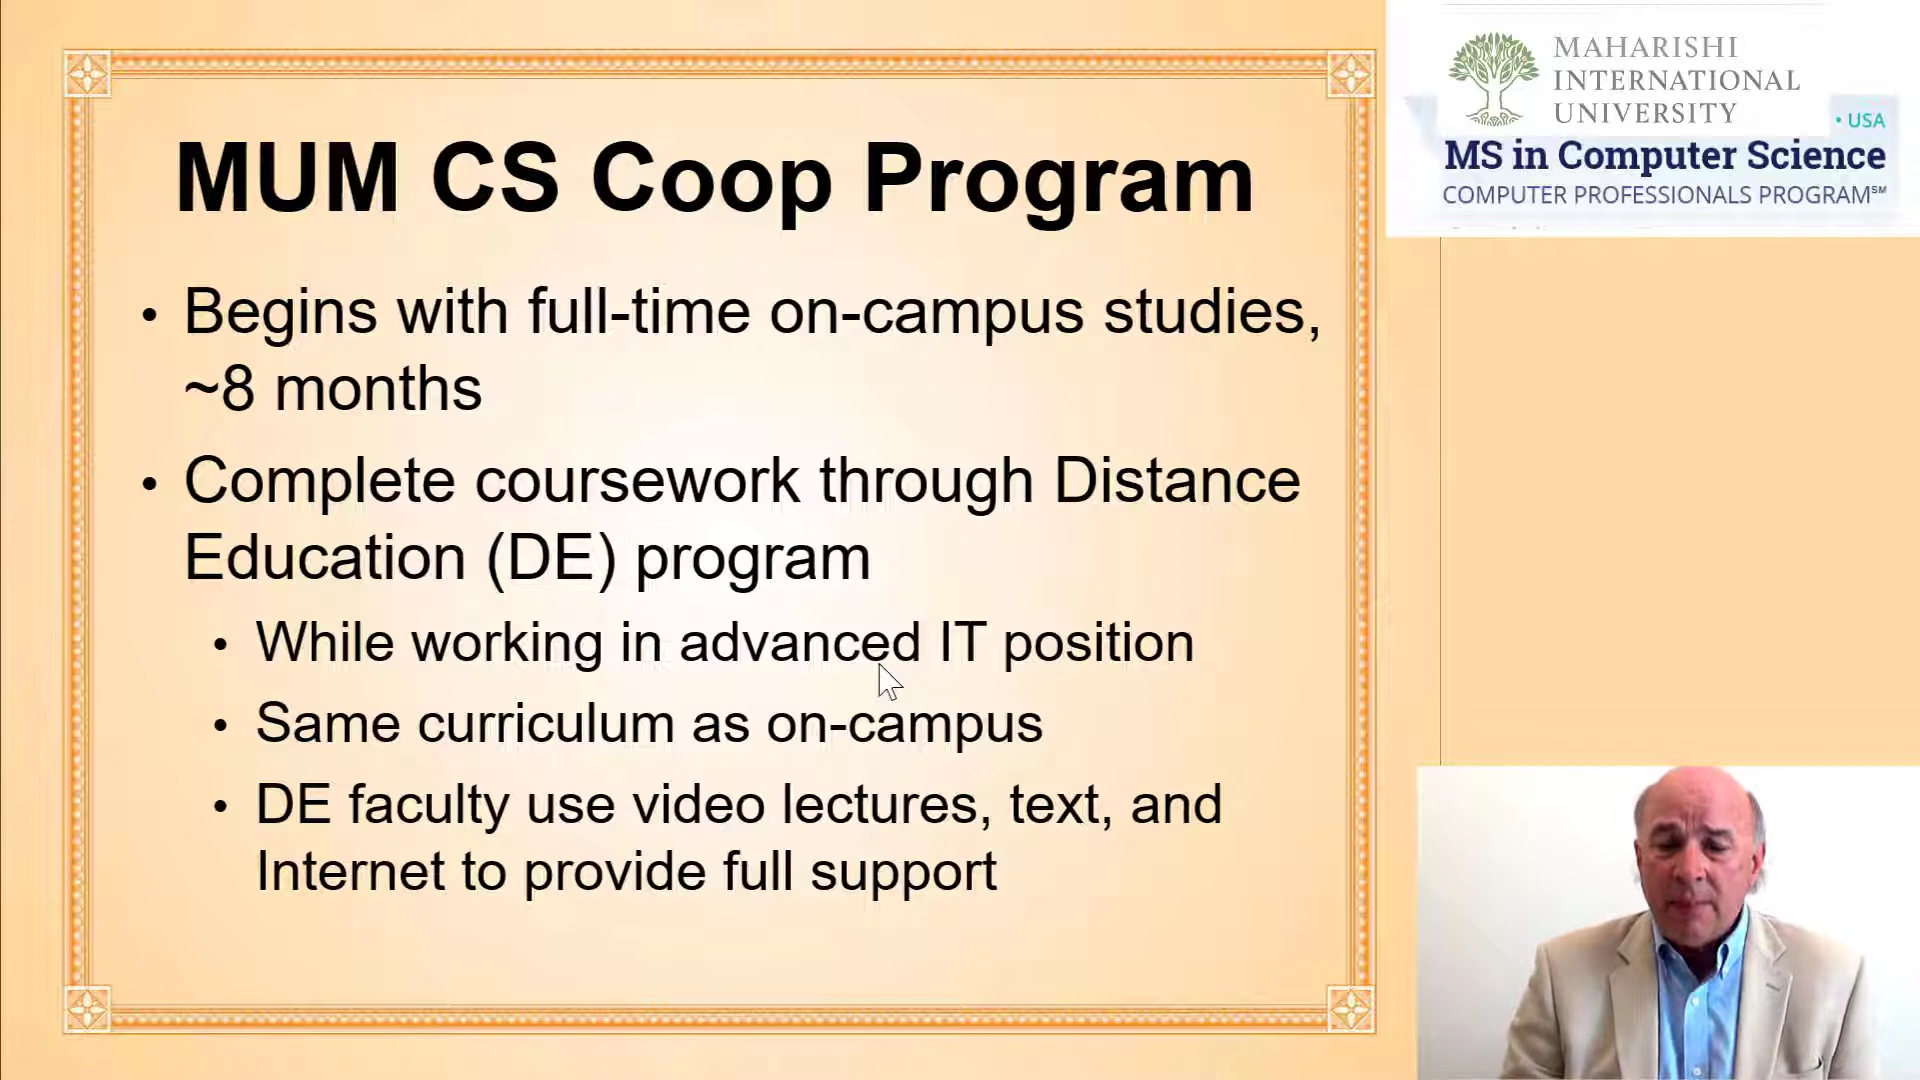 MUM CS Coop Program
• Begins with full-time on-campus studies,
~8 months
• Complete coursework through Distance
Education (DE) program
• While working in advanced IT position
• Same curriculum as on-campus
• DE faculty use video lectures, text, and
Internet to provide full support
MAHARISHI
INTERNATIONAL
UNIVERSITY
• USA
MS in Computer Science
COMPUTER PROFESSIONALS PROGRAM℠